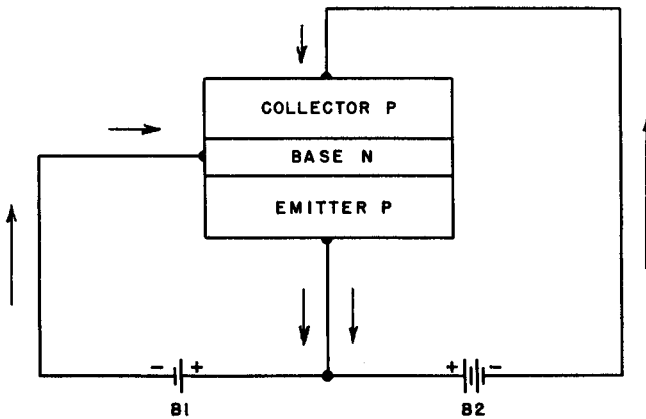 COLLECTOR P
BASE N
EMITTER P
- +
+ -
B1
B2